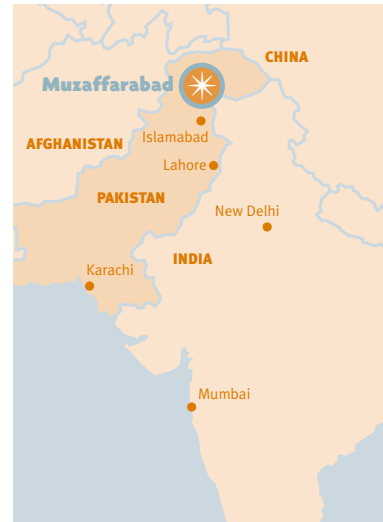 CHINA
Muzaffarabad
Islamabad
AFGHANISTAN
Lahore
PAKISTAN
New Delhi
INDIA
Karachi
Mumbai